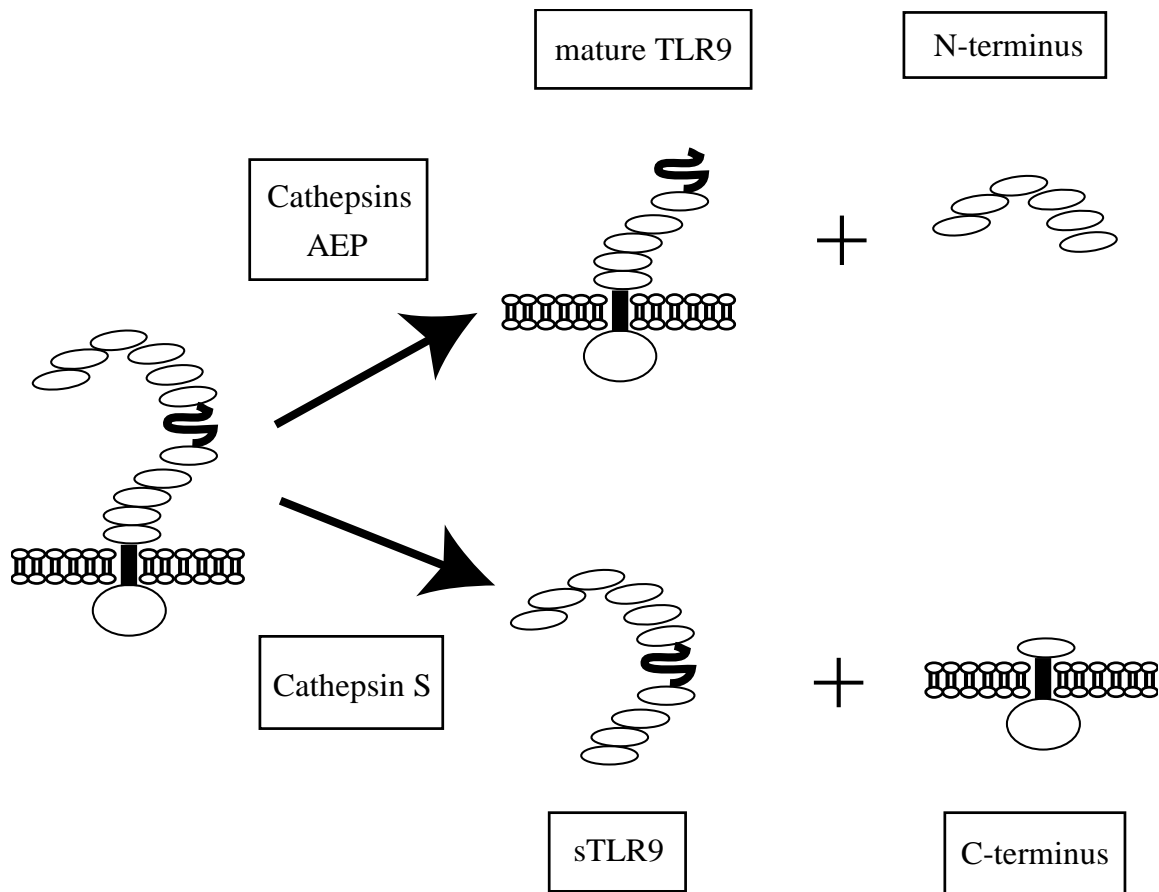 mature TLR9
N-terminus
Cathepsins
AEP
Cathepsin S
sTLR9
C-terminus